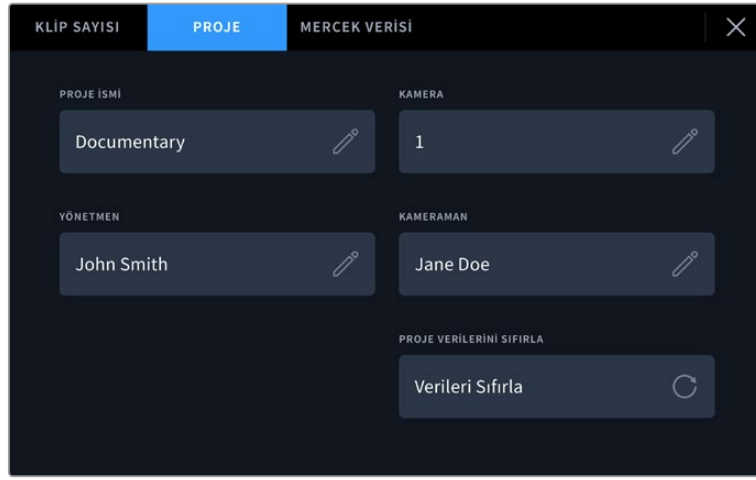 KLİP SAYISI PROJE MERCEK VERİSİ
PROJE İSMİ KAMERA
Documentary 1
YÖNETMEN KAMERAMAN
John Smith Jane Doe
PROJE VERİLERİNİ SIFIRLA
Verileri Sıfırla